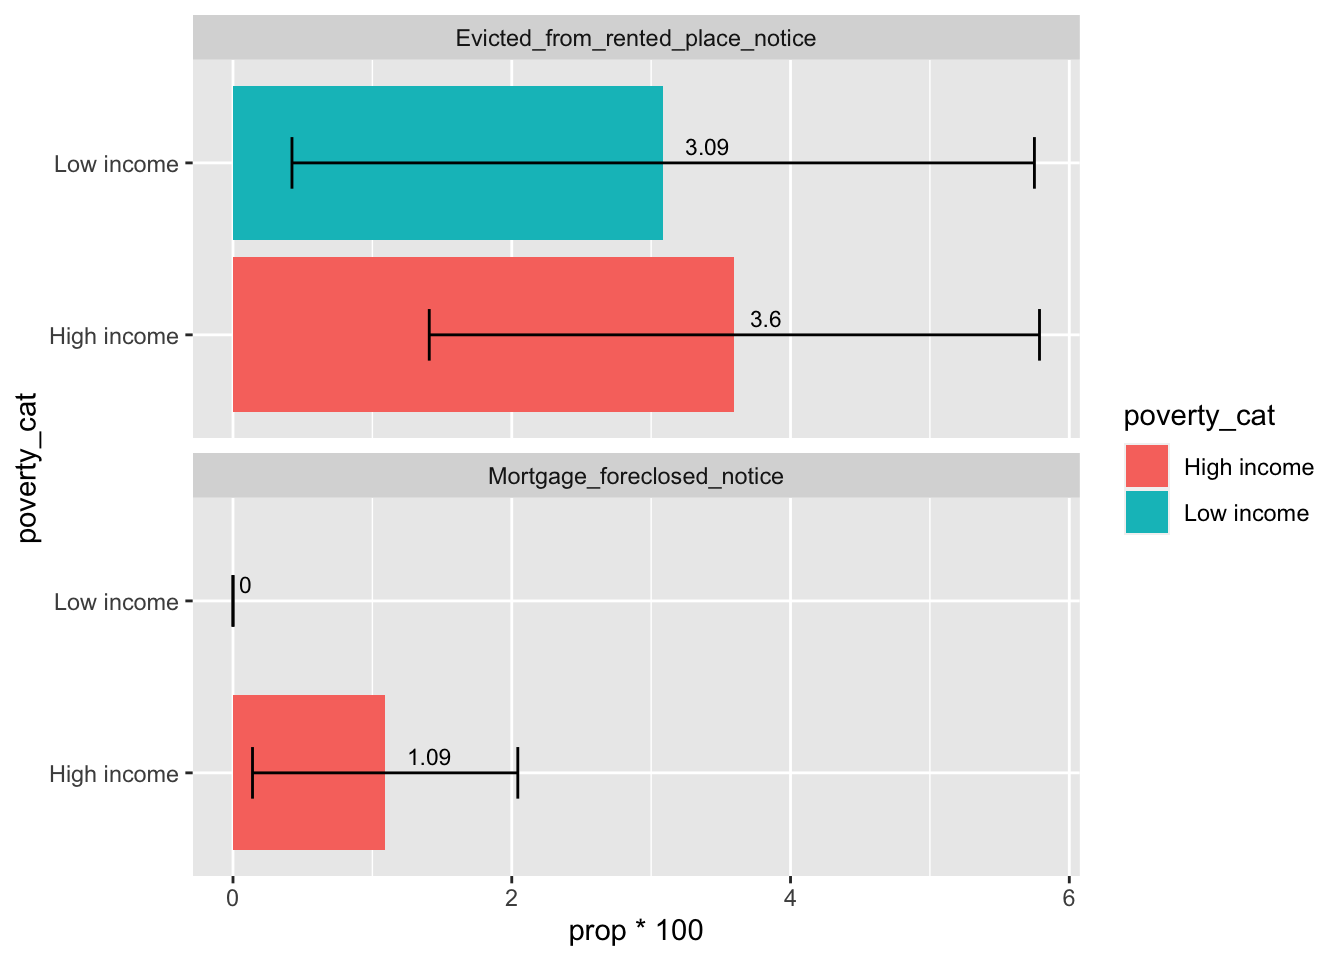 Evicted_from_rented_place_notice
Low income
3.09
High income
3.6
Mortgage_foreclosed_notice
Low income
0
High income
1.09
0 2 4 6
prop * 100
poverty_cat
poverty_cat
High income
Low income